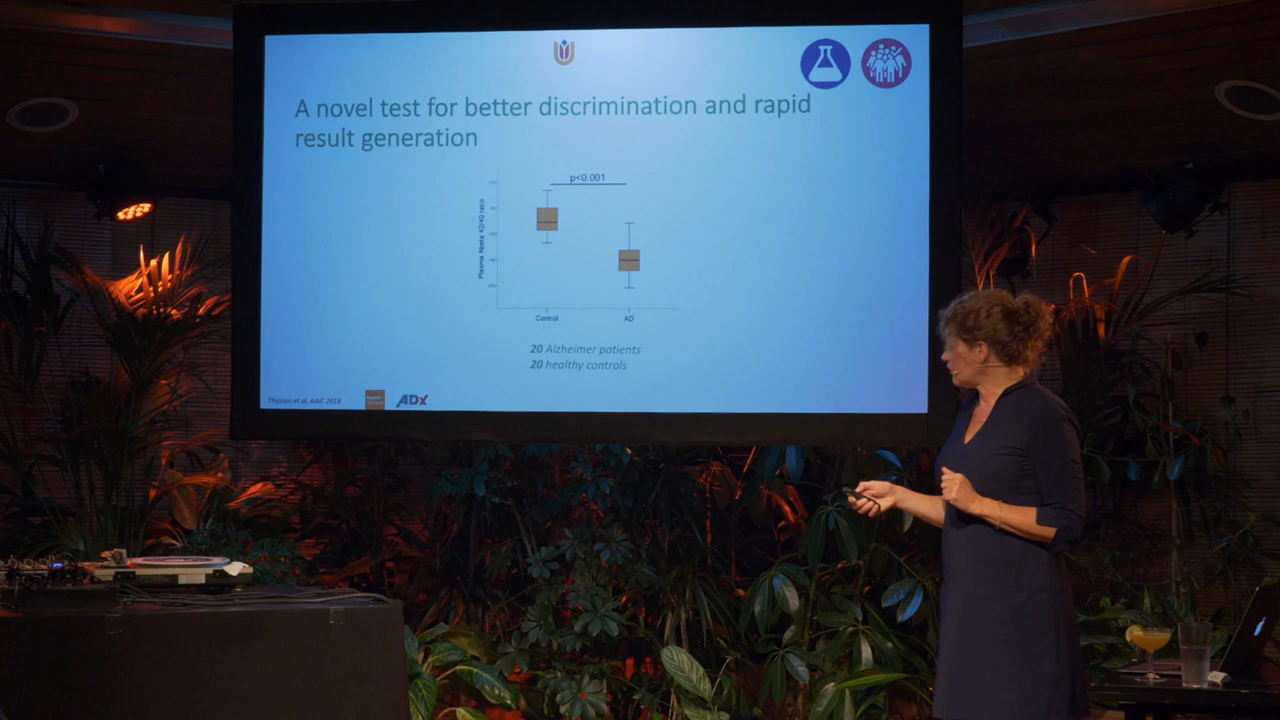 A novel test for better discrimination and rapid
result generation
p<0.001
Plasma Abeta 42/40 ratio
Control AD
20 Alzheimer patients
20 healthy controls
Thijssen et al, AAIC 2018
ADx